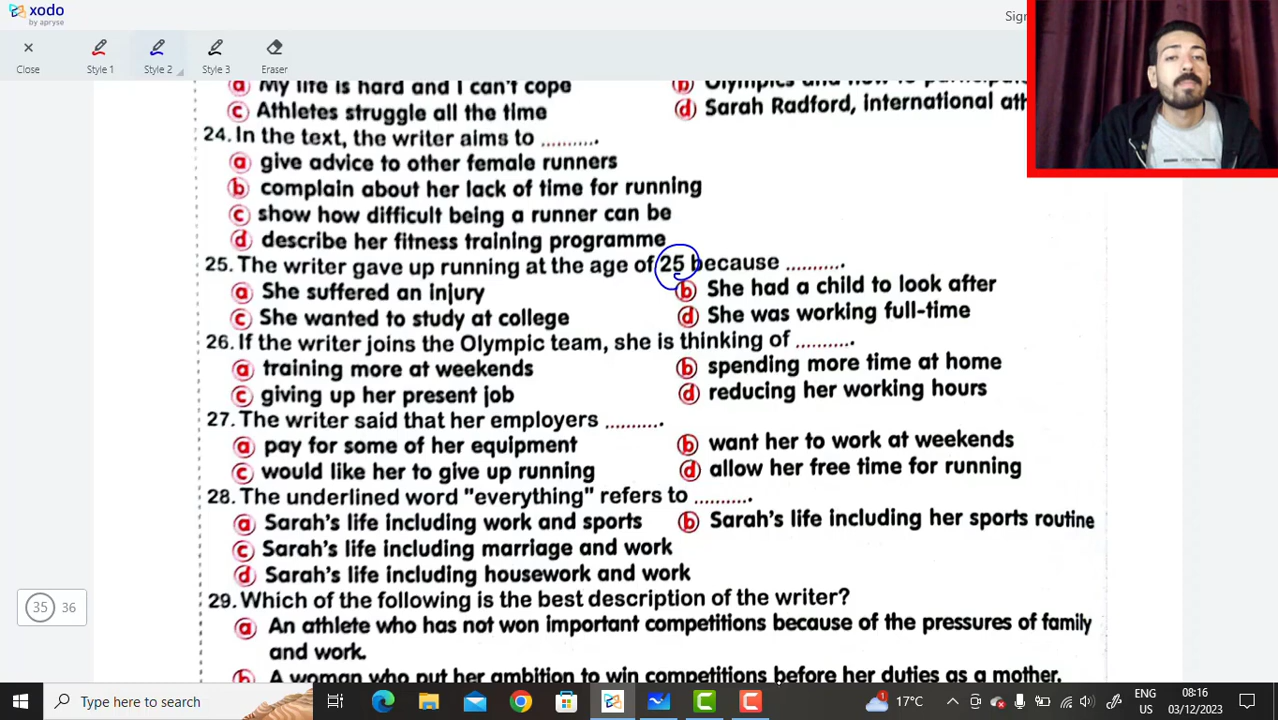 xodo
by apryse
Sign
Close
Style 1
Style 2
Style 3
Eraser
a My life is hard and I can't cope
b Olympics and how to participate
c Athletes struggle all the time
d Sarah Radford, international ath
24. In the text, the writer aims to ..........
a give advice to other female runners
b complain about her lack of time for running
c show how difficult being a runner can be
d describe her fitness training programme
25. The writer gave up running at the age of 25 because ..........
a She suffered an injury
b She had a child to look after
c She wanted to study at college
d She was working full-time
26. If the writer joins the Olympic team, she is thinking of ..........
a training more at weekends
b spending more time at home
c giving up her present job
d reducing her working hours
27. The writer said that her employers ..........
a pay for some of her equipment
b want her to work at weekends
c would like her to give up running
d allow her free time for running
28. The underlined word "everything" refers to ..........
a Sarah's life including work and sports
b Sarah's life including her sports routine
c Sarah's life including marriage and work
d Sarah's life including housework and work
29. Which of the following is the best description of the writer?
a An athlete who has not won important competitions because of the pressures of family
and work.
b A woman who put her ambition to win competitions before her duties as a mother.
35 36
Type here to search
1
17°C
ENG
US
08:16
03/12/2023